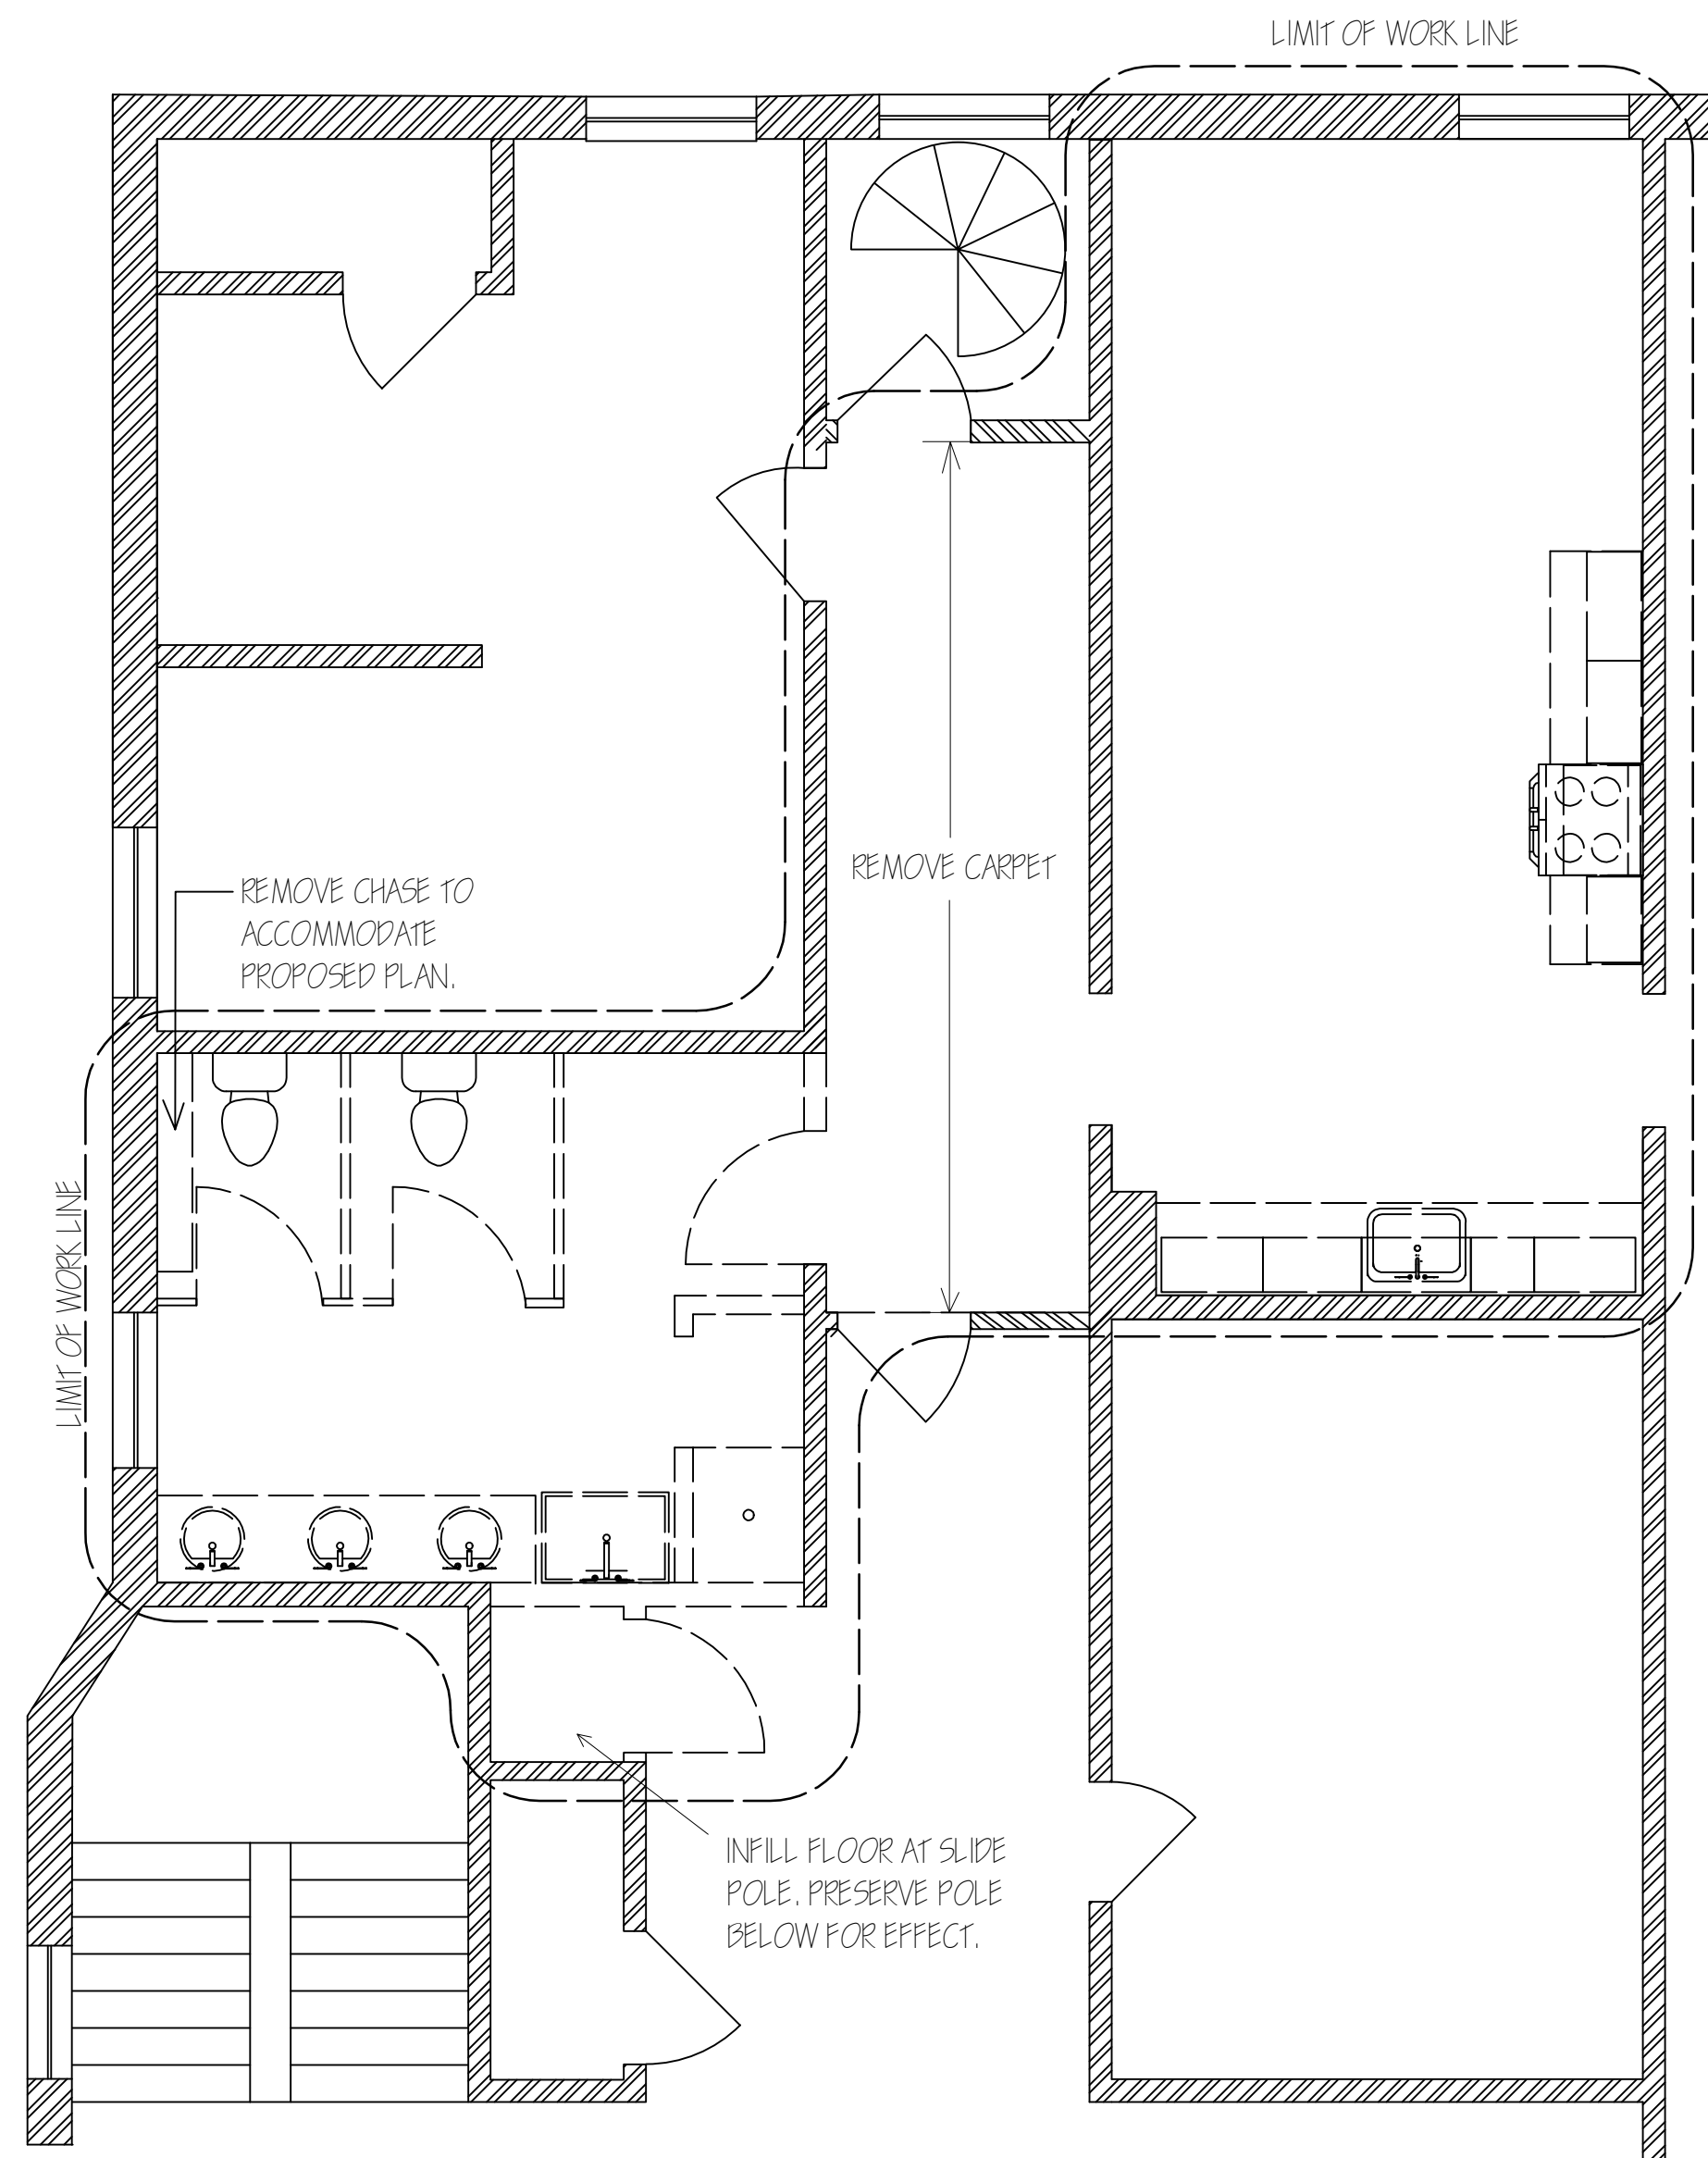 LIMIT OF WORK LINE
REMOVE CARPET
REMOVE CHASE TO
ACCOMMODATE
PROPOSED PLAN.
LIMIT OF WORK LINE
INFILL FLOOR AT SLIDE
POLE. PRESERVE POLE
BELOW FOR EFFECT.